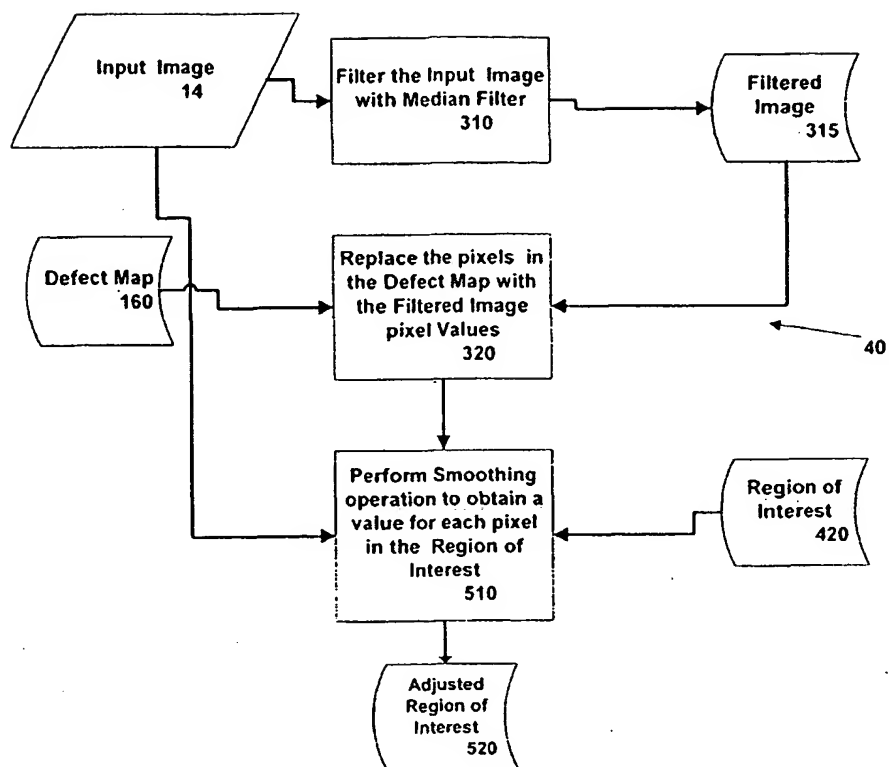 Input Image
14
Filter the Input Image
with Median Filter
310
Filtered
Image
315
Defect Map
160
Replace the pixels in
the Defect Map with
the Filtered Image
pixel Values
320
40
Perform Smoothing
operation to obtain a
value for each pixel
in the Region of
Interest
510
Region of
Interest
420
Adjusted
Region of
Interest
520